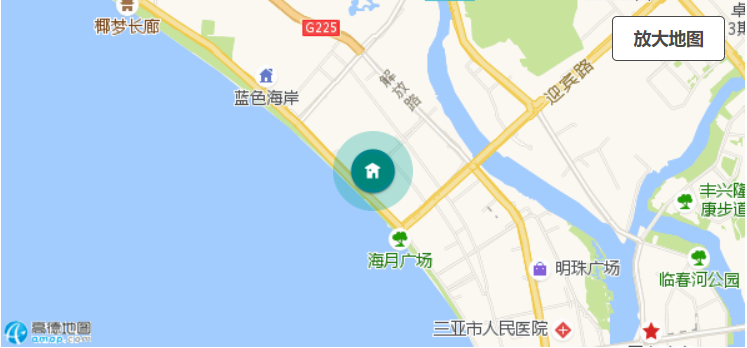 椰梦长廊
G225
卓
3期
放大地图
解放路
迎宾路
蓝色海岸
丰兴隆
康步道
海月广场
明珠广场
临春河公园
三亚市人民医院
高德地图
amap.com